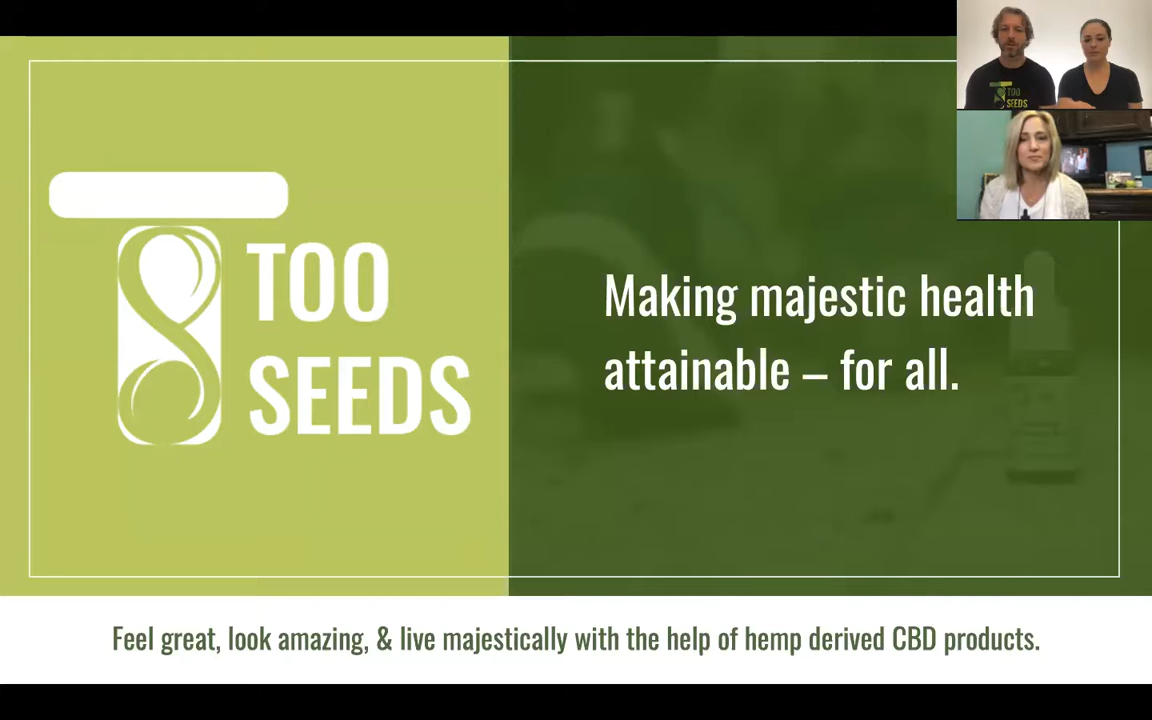 TOO
SEEDS
Making majestic health
attainable – for all.
TOO
SEEDS
Feel great, look amazing, & live majestically with the help of hemp derived CBD products.